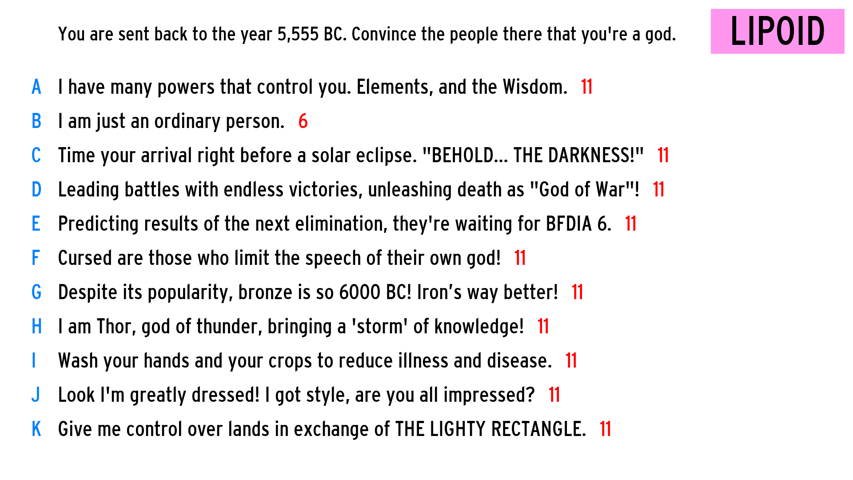 You are sent back to the year 5,555 BC. Convince the people there that you're a god.
LIPOID
A I have many powers that control you. Elements, and the Wisdom. 11
B I am just an ordinary person. 6
C Time your arrival right before a solar eclipse. "BEHOLD... THE DARKNESS!" 11
D Leading battles with endless victories, unleashing death as "God of War"! 11
E Predicting results of the next elimination, they're waiting for BFDIA 6. 11
F Cursed are those who limit the speech of their own god! 11
G Despite its popularity, bronze is so 6000 BC! Iron’s way better! 11
H I am Thor, god of thunder, bringing a 'storm' of knowledge! 11
I Wash your hands and your crops to reduce illness and disease. 11
J Look I'm greatly dressed! I got style, are you all impressed? 11
K Give me control over lands in exchange of THE LIGHTY RECTANGLE. 11